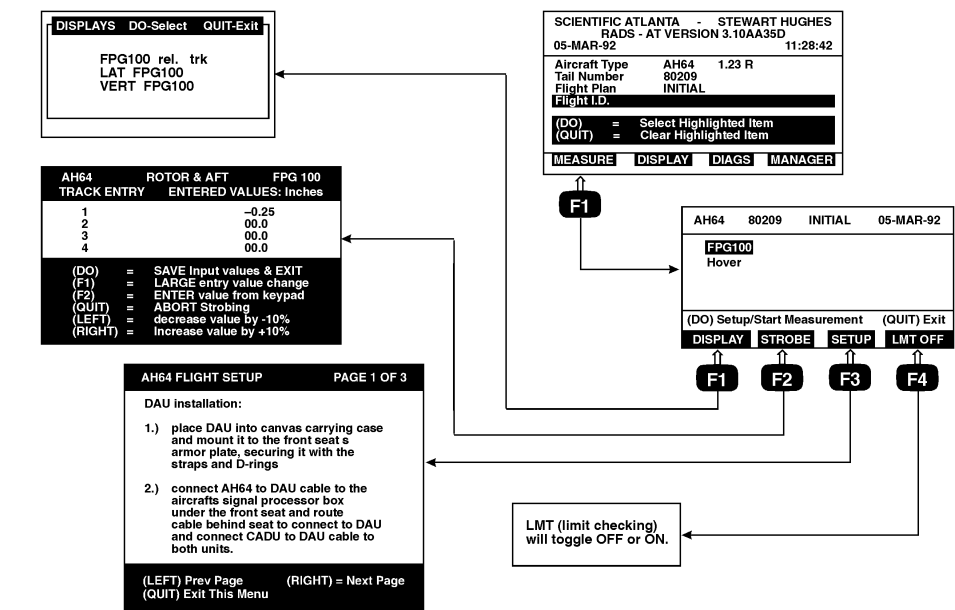 DISPLAYS DO-Select QUIT-Exit
FPG100 rel. trk
LAT FPG100
VERT FPG100
SCIENTIFIC ATLANTA - STEWART HUGHES
RADS - AT VERSION 3.10AA35D
05-MAR-92 11:28:42
Aircraft Type AH64 1.23 R
Tail Number 80209
Flight Plan INITIAL
Flight I.D.
(DO) = Select Highlighted Item
(QUIT) = Clear Highlighted Item
MEASURE DISPLAY DIAGS MANAGER
F1
AH64 ROTOR & AFT FPG 100
TRACK ENTRY ENTERED VALUES: Inches
1 –0.25
2 00.0
3 00.0
4 00.0
(DO) = SAVE Input values & EXIT
(F1) = LARGE entry value change
(F2) = ENTER value from keypad
(QUIT) = ABORT Strobing
(LEFT) = decrease value by -10%
(RIGHT) = Increase value by +10%
AH64 80209 INITIAL 05-MAR-92
FPG100
Hover
(DO) Setup/Start Measurement (QUIT) Exit
DISPLAY STROBE SETUP LMT OFF
F1 F2 F3 F4
AH64 FLIGHT SETUP PAGE 1 OF 3
DAU installation:
1.) place DAU into canvas carrying case
and mount it to the front seat s
armor plate, securing it with the
straps and D-rings
2.) connect AH64 to DAU cable to the
aircrafts signal processor box
under the front seat and route
cable behind seat to connect to DAU
and connect CADU to DAU cable to
both units.
(LEFT) Prev Page (RIGHT) = Next Page
(QUIT) Exit This Menu
LMT (limit checking)
will toggle OFF or ON.